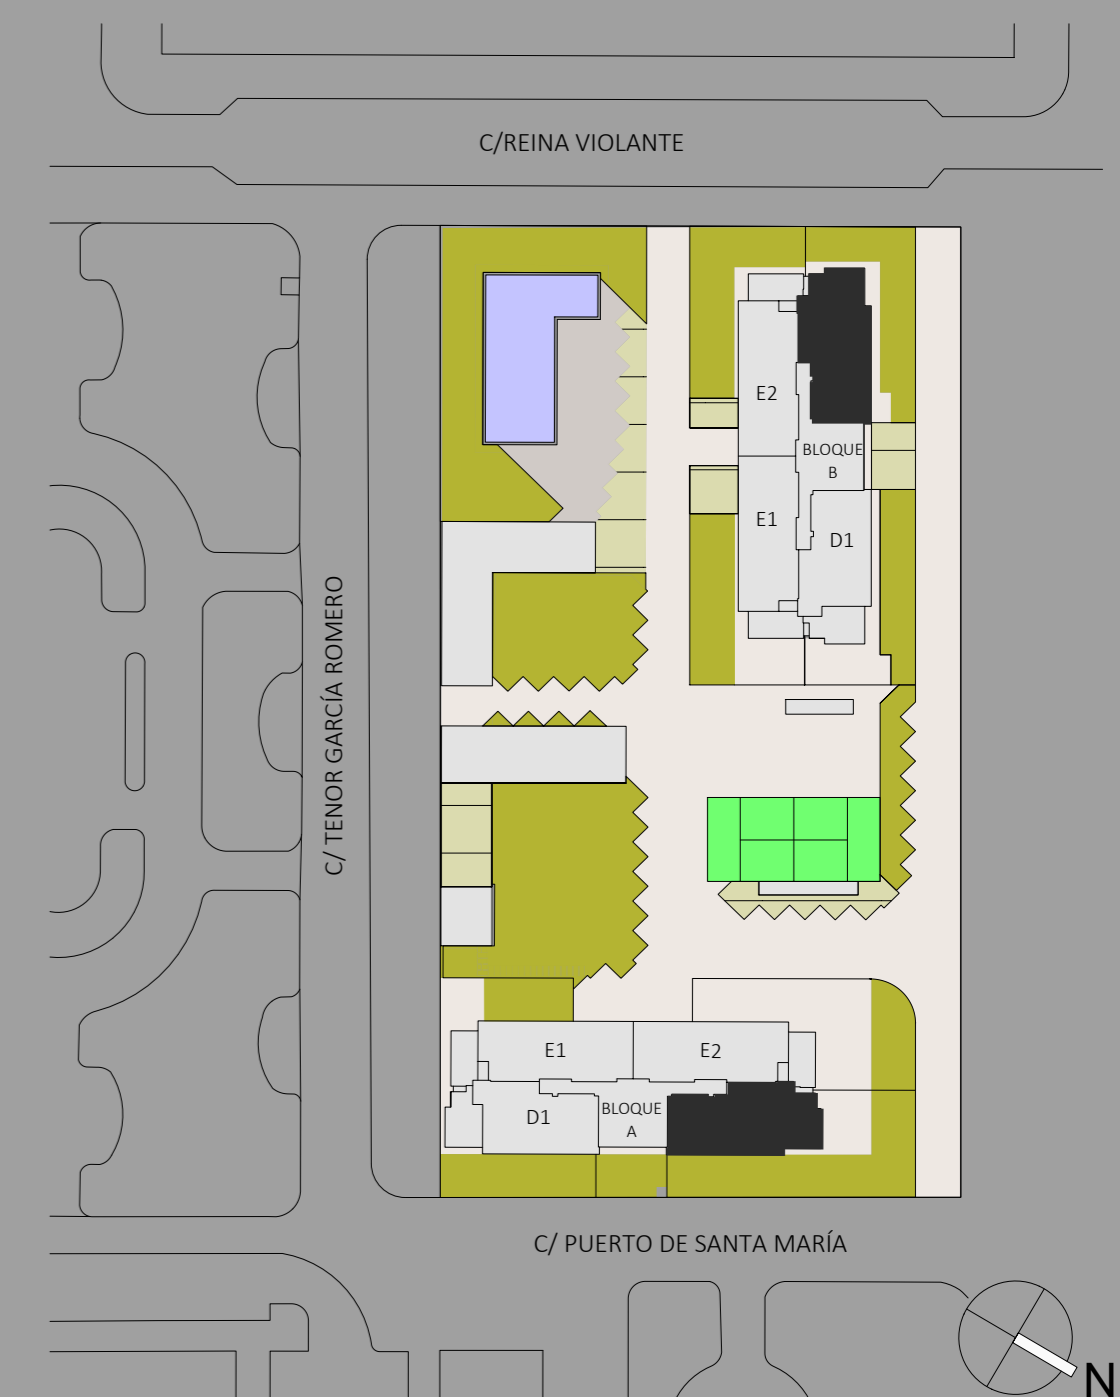 C/REINA VIOLANTE
E2
BLOQUE
B
E1
D1
C/ TENOR GARCÍA ROMERO
E1
E2
D1
BLOQUE
A
C/ PUERTO DE SANTA MARÍA
N